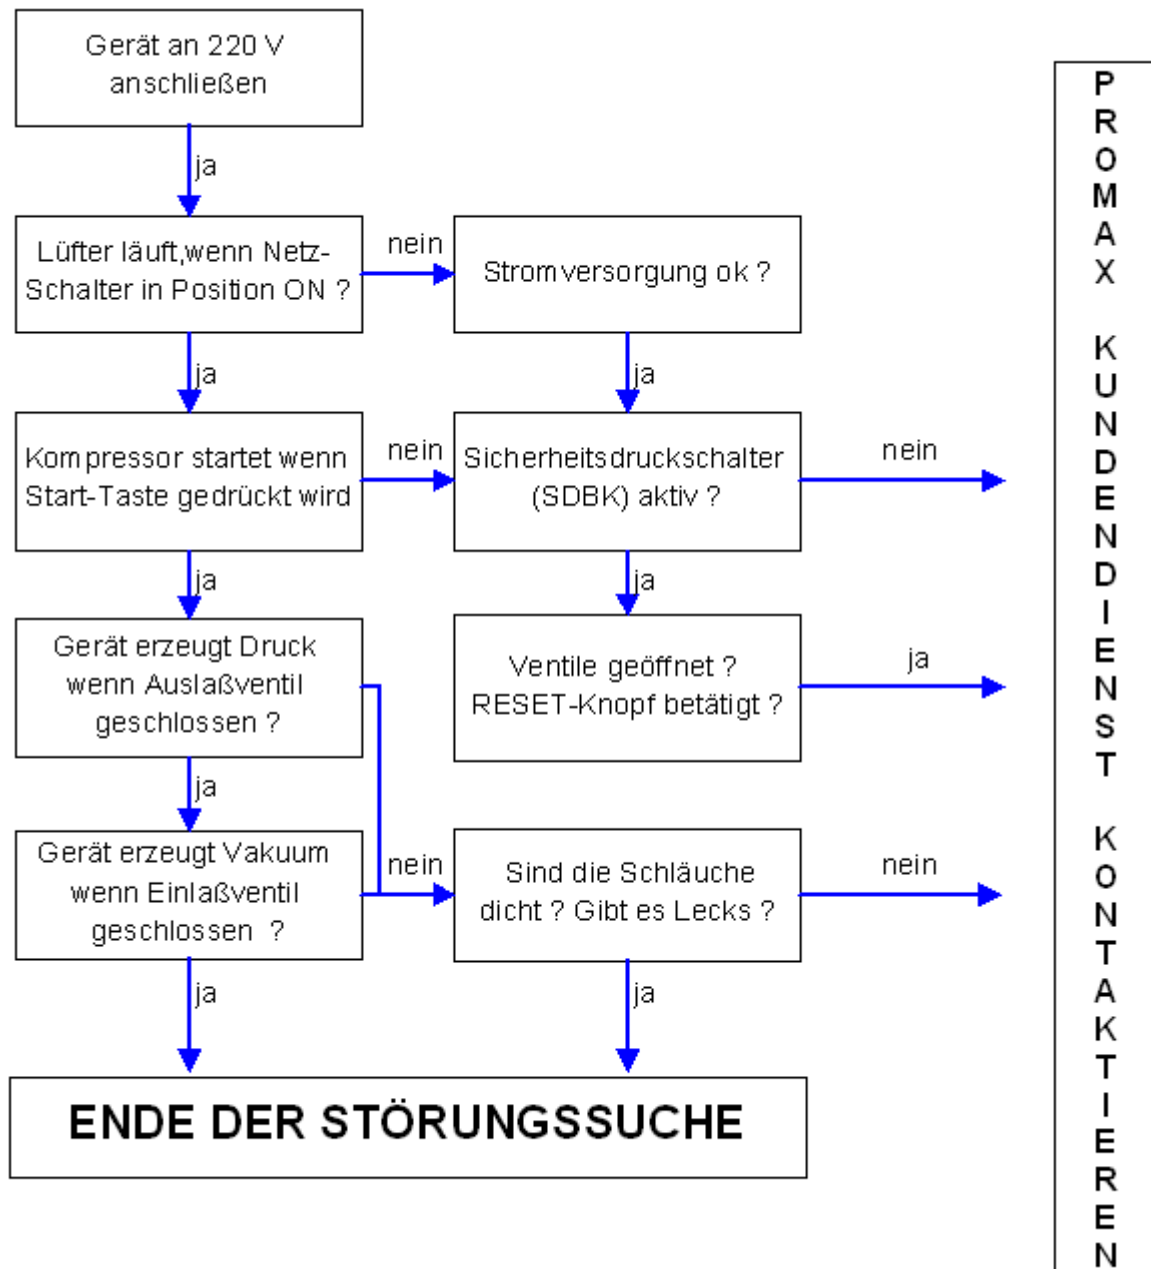 Gerät an 220 V
anschließen
ja
Lüfter läuft,wenn Netz-
Schalter in Position ON ?
nein
Stromversorgung ok ?
ja
ja
Kompressor startet wenn
Start-Taste gedrückt wird
nein
Sicherheitsdruckschalter
(SDBK) aktiv ?
nein
ja
ja
Gerät erzeugt Druck
wenn Auslaßventil
geschlossen ?
Ventile geöffnet ?
RESET-Knopf betätigt ?
ja
ja
Gerät erzeugt Vakuum
wenn Einlaßventil
geschlossen ?
nein
Sind die Schläuche
dicht ? Gibt es Lecks ?
nein
ja
ja
ENDE DER STÖRUNGSSUCHE
PROMAX KUNDENDIENST KONTAKTIEREN